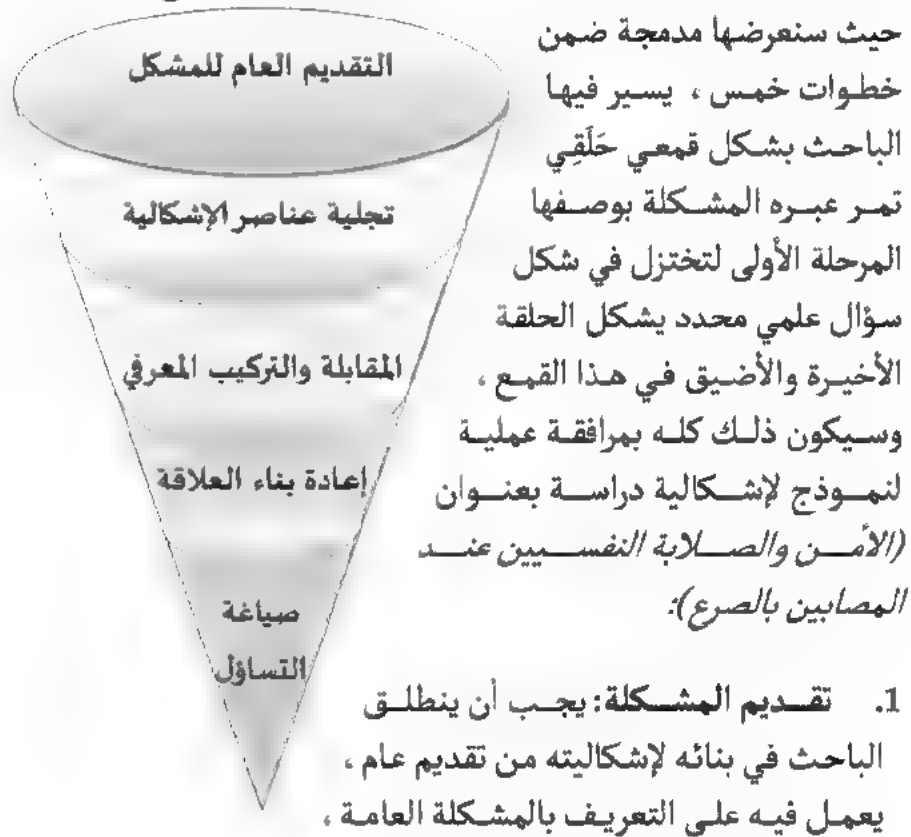 حيث سنعرضها مدمجة ضمن
خطوات خمس ، يسير فيها
الباحث بشكل قمعي حَلَقِي
تمر عبره المشكلة بوصفها
المرحلة الأولى لتختزل في شكل
سؤال علمي محدد يشكل الحلقة
الأخيرة والأضيق في هذا القمع ،
وسيكون ذلك كله بمرافقة عملية
لنموذج لإشكالية دراسة بعنوان
(الأمن والصلابة النفسيين عند
المصابين بالصرع):
التقديم العام للمشكل
تجلية عناصر الإشكالية
المقابلة والتركيب المعرفي
إعادة بناء العلاقة
صياغة
التساؤل
1. تقديم المشكلة: يجب أن ينطلق
الباحث في بنائه لإشكاليته من تقديم عام ،
يعمل فيه على التعريف بالمشكلة العامة ،